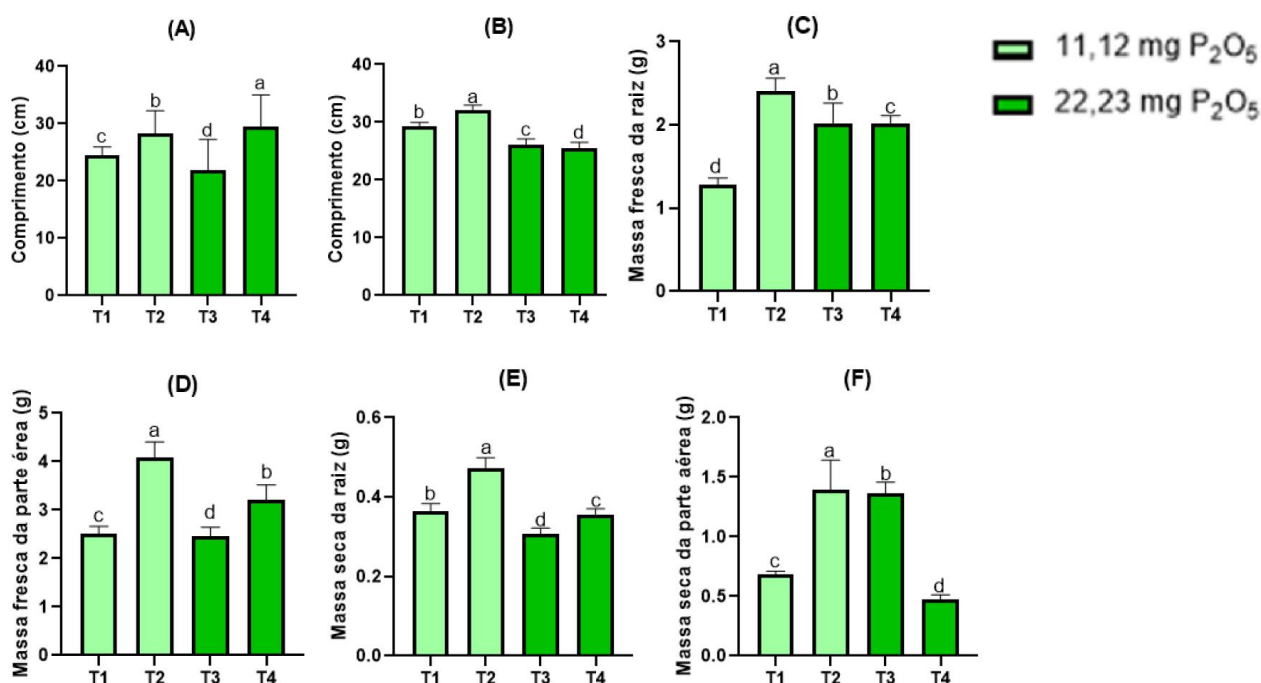 (A)
Comprimento (cm)
40
30
20
10
0
c
b
d
a
T1 T2 T3 T4
(B)
Comprimento (cm)
40
30
20
10
0
b
a
c
d
T1 T2 T3 T4
(C)
Massa fresca da raiz (g)
3
2
1
0
d
a
b
c
T1 T2 T3 T4
11,12 mg P₂O₅
22,23 mg P₂O₅
(D)
Massa fresca da parte érea (g)
5
4
3
2
1
0
c
a
d
b
T1 T2 T3 T4
(E)
Massa seca da raiz (g)
0.6
0.4
0.2
0.0
b
a
d
c
T1 T2 T3 T4
(F)
Massa seca da parte aérea (g)
2.0
1.5
1.0
0.5
0.0
c
a
b
d
T1 T2 T3 T4